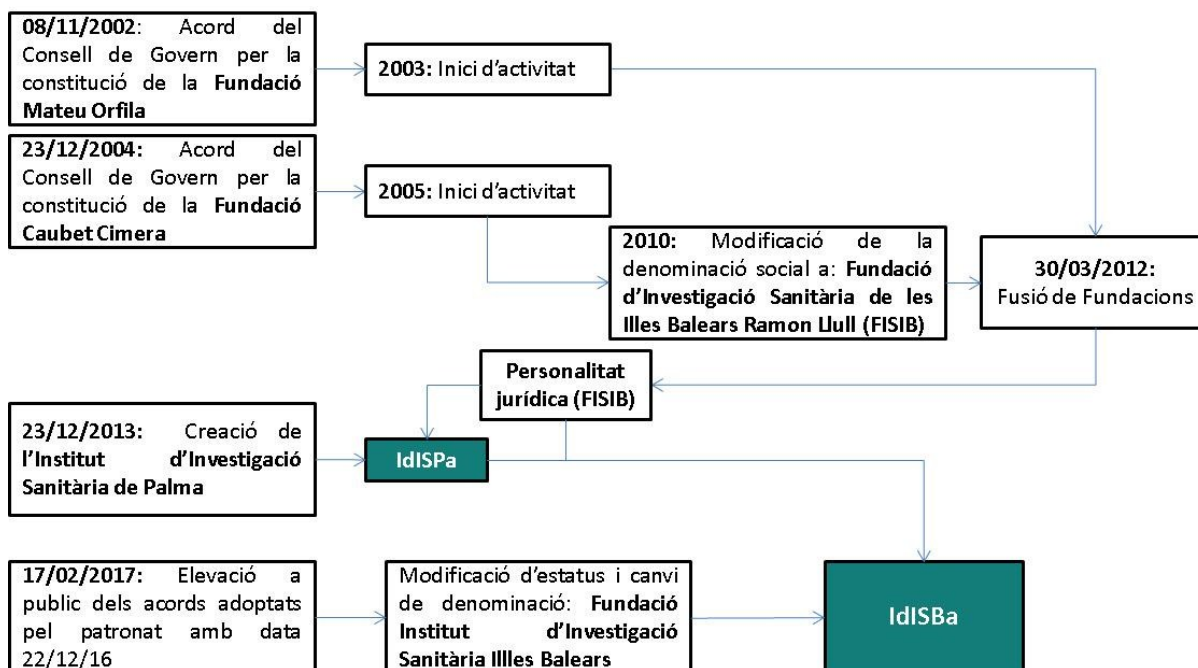 08/11/2002: Acord del
Consell de Govern per la
constitució de la Fundació
Mateu Orfila
2003: Inici d'activitat
23/12/2004: Acord del
Consell de Govern per la
constitució de la Fundació
Caubet Cimera
2005: Inici d'activitat
2010: Modificació de la
denominació social a: Fundació
d'Investigació Sanitària de les
Illes Balears Ramon Llull (FISIB)
30/03/2012:
Fusió de Fundacions
Personalitat
jurídica (FISIB)
23/12/2013: Creació de
l'Institut d'Investigació
Sanitària de Palma
IdISPa
17/02/2017: Elevació a
public dels acords adoptats
pel patronat amb data
22/12/16
Modificació d'estatus i canvi
de denominació: Fundació
Institut d'Investigació
Sanitària Illles Balears
IdISBa